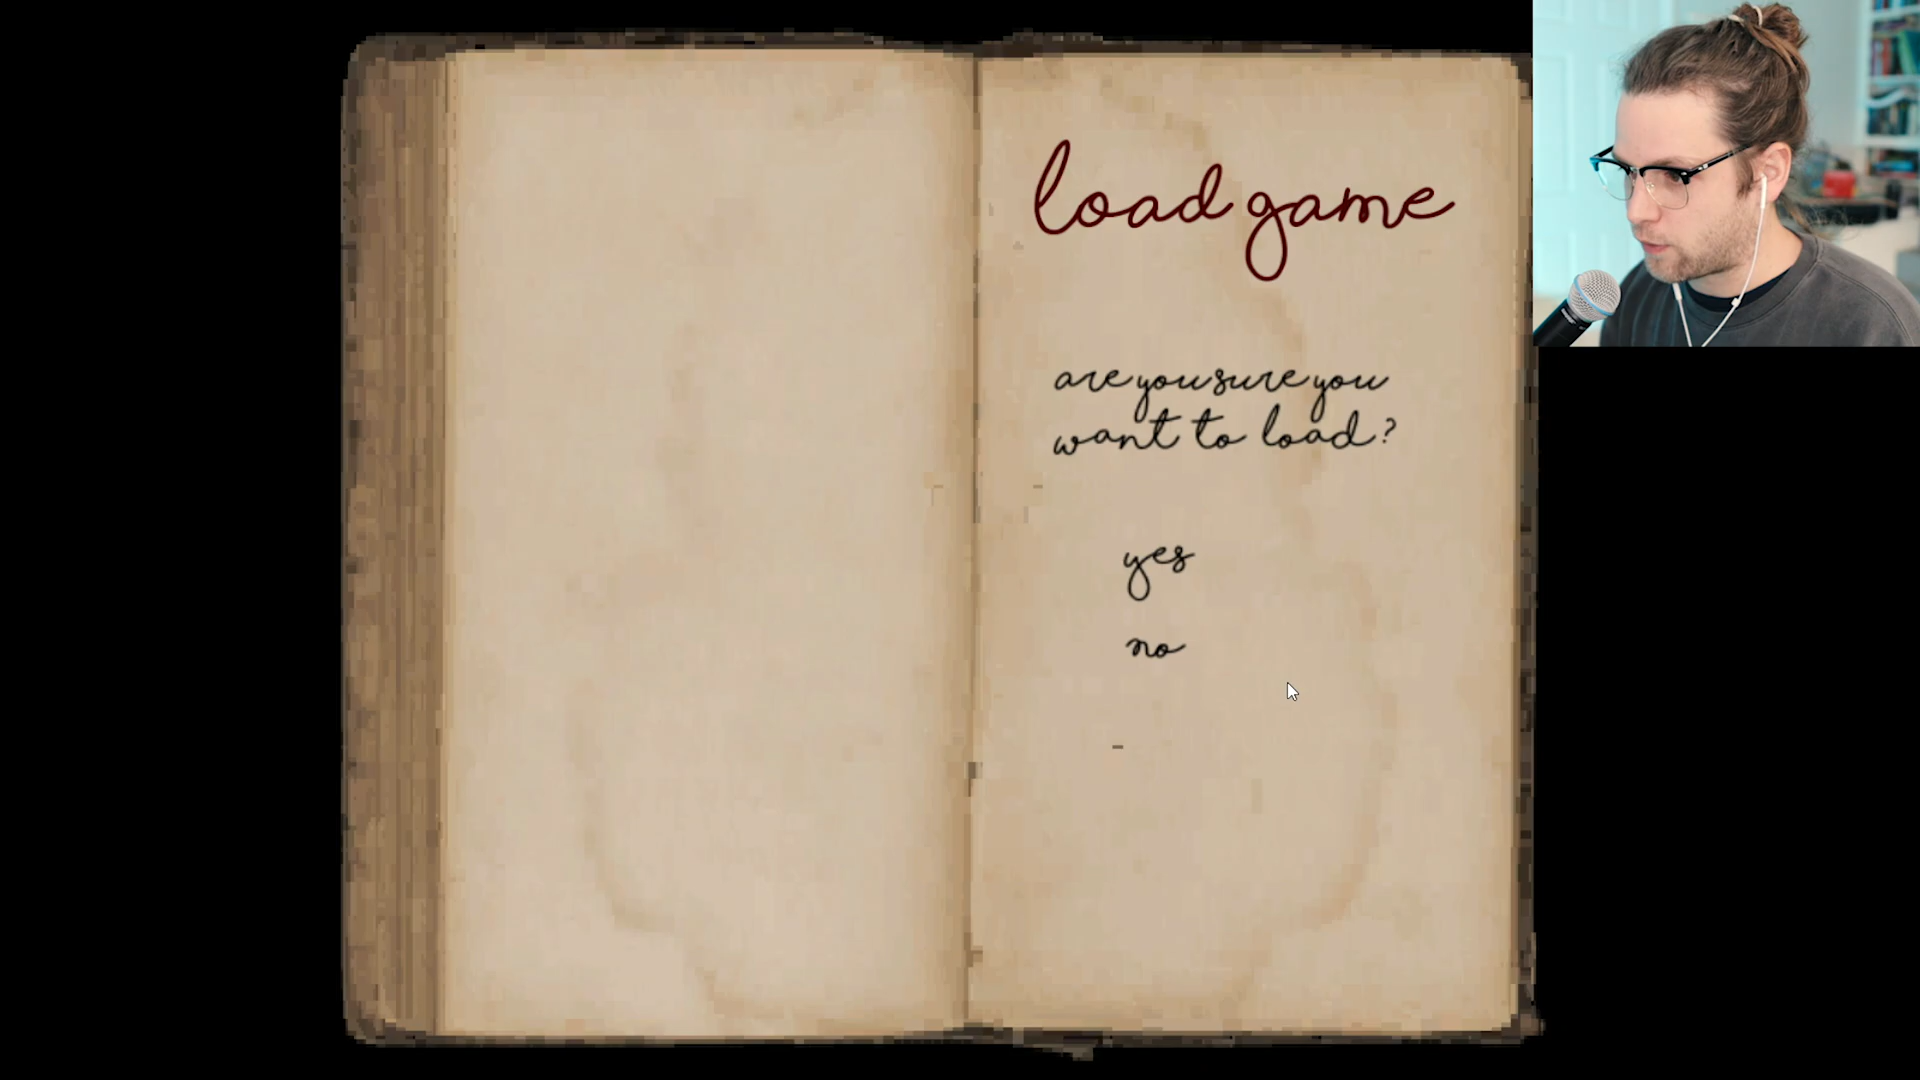 load game
are you sure you
want to load?
yes
no